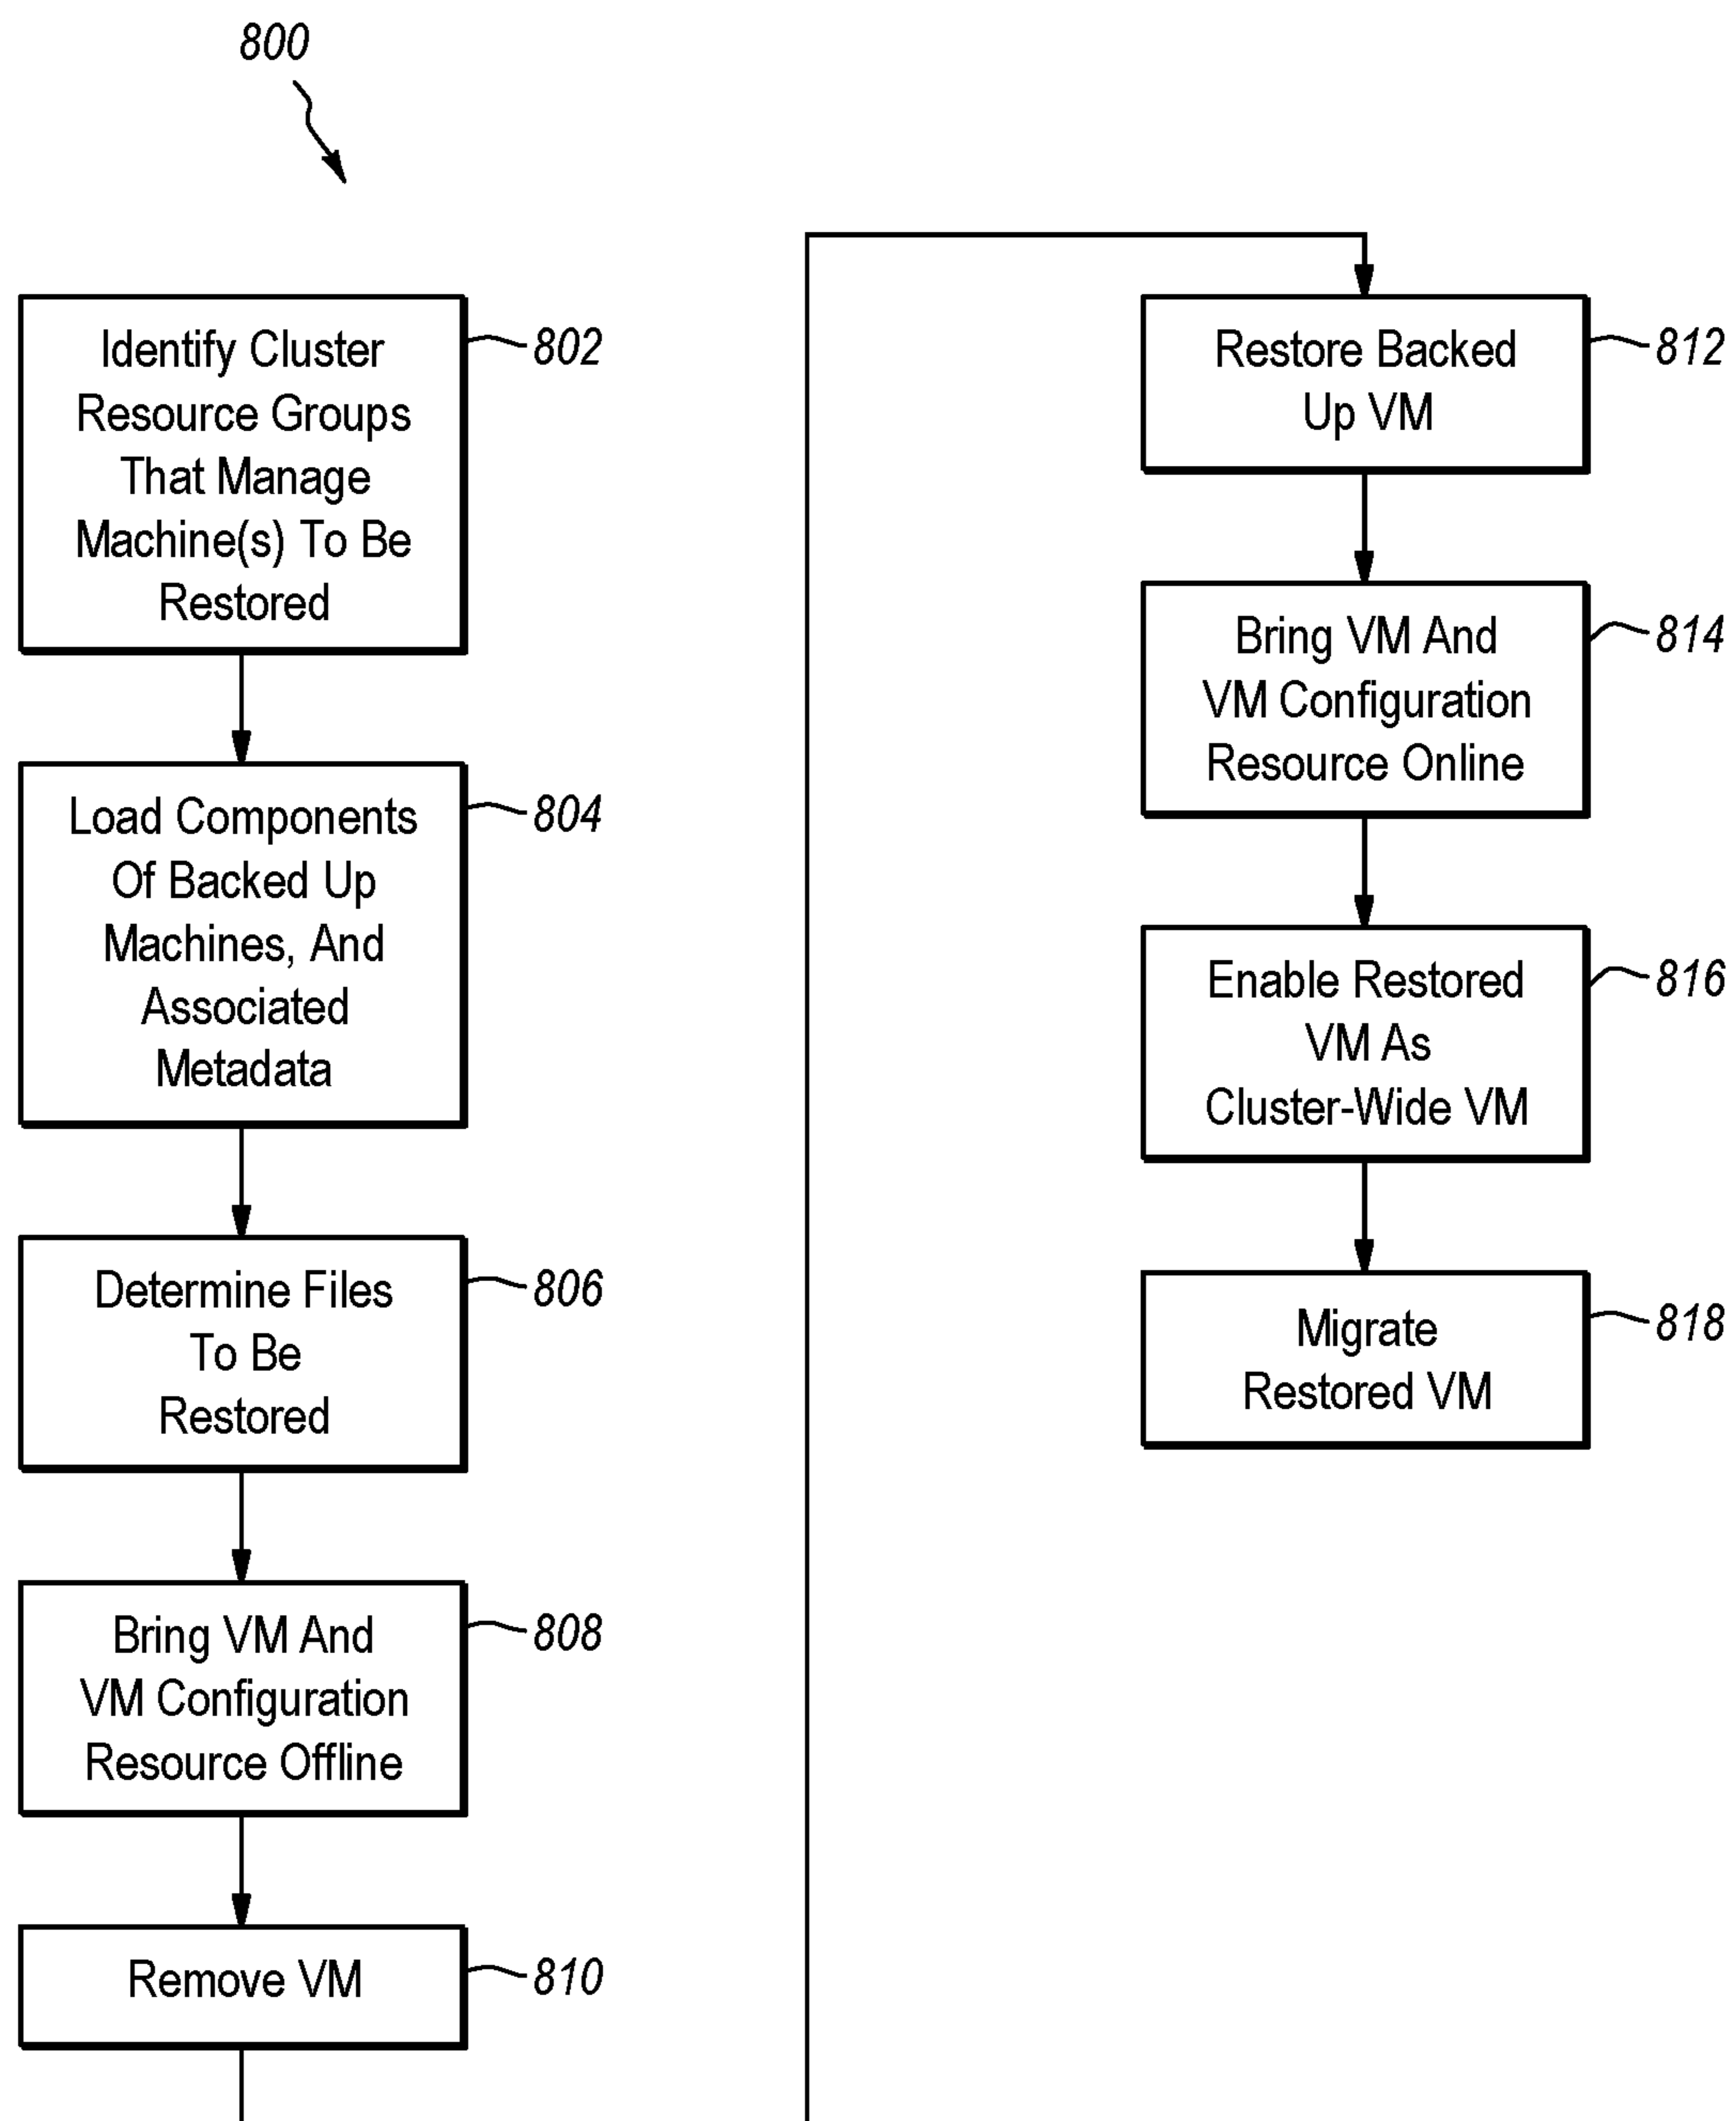 800
Identify Cluster
Resource Groups
That Manage
Machine(s) To Be
Restored
802
Load Components
Of Backed Up
Machines, And
Associated
Metadata
804
Determine Files
To Be
Restored
806
Bring VM And
VM Configuration
Resource Offline
808
Remove VM
810
Restore Backed
Up VM
812
Bring VM And
VM Configuration
Resource Online
814
Enable Restored
VM As
Cluster-Wide VM
816
Migrate
Restored VM
818